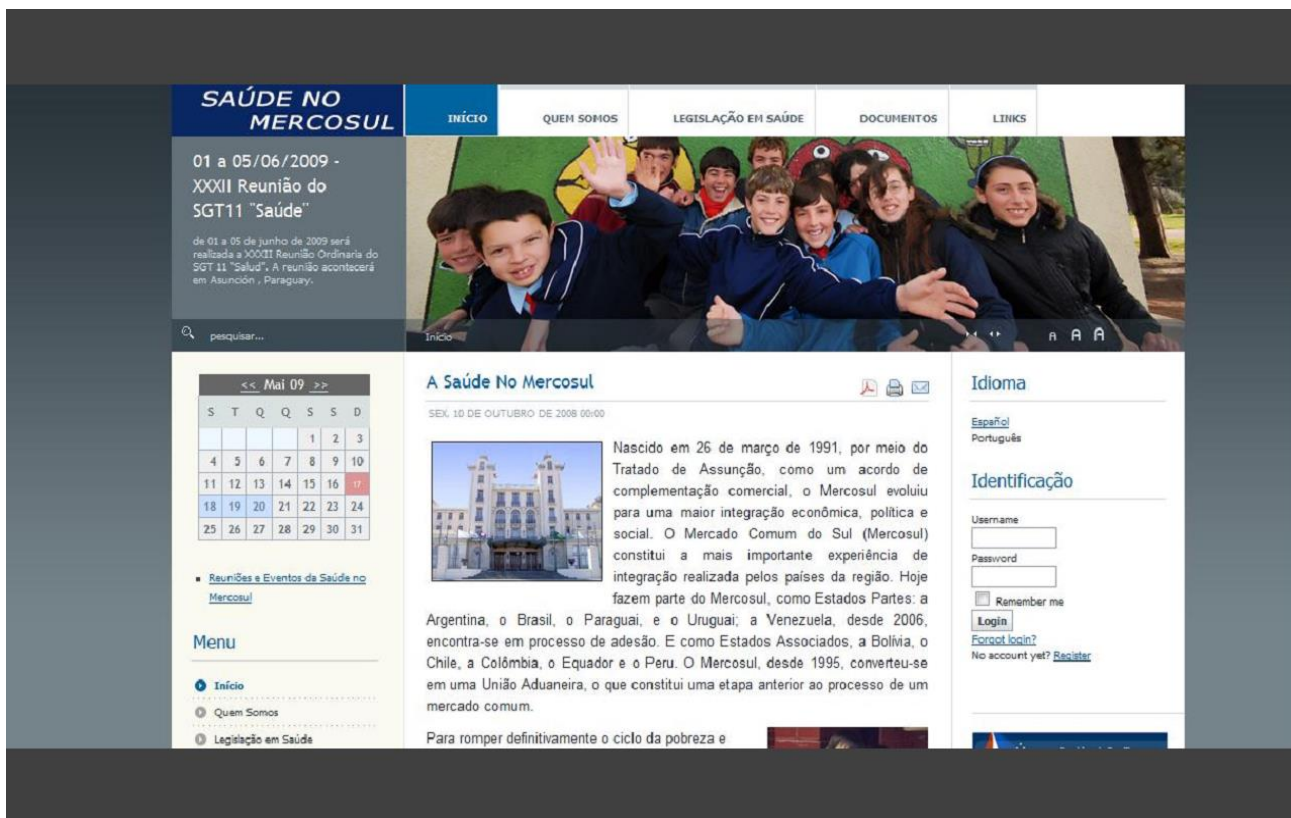 SAÚDE NO
MERCOSUL
INÍCIO
QUEM SOMOS
LEGISLAÇÃO EM SAÚDE
DOCUMENTOS
LINKS
01 a 05/06/2009 -
XXXII Reunião do
SGT11 "Saúde"
de 01 a 05 de junho de 2009 será
realizada a XXXII Reunião Ordinaria do
SGT 11 "Salud". A reunião acontecerá
em Asunción , Paraguay.
pesquisar...
Início
A A A
<< Mai 09 >>
S T Q Q S S D
1 2 3
4 5 6 7 8 9 10
11 12 13 14 15 16 17
18 19 20 21 22 23 24
25 26 27 28 29 30 31
Reuniões e Eventos da Saúde no
Mercosul
Menu
Início
Quem Somos
Legislação em Saúde
A Saúde No Mercosul
SEX, 10 DE OUTUBRO DE 2008 00:00
Nascido em 26 de março de 1991, por meio do
Tratado de Assunção, como um acordo de
complementação comercial, o Mercosul evoluiu
para uma maior integração econômica, política e
social. O Mercado Comum do Sul (Mercosul)
constitui a mais importante experiência de
integração realizada pelos países da região. Hoje
fazem parte do Mercosul, como Estados Partes: a
Argentina, o Brasil, o Paraguai, e o Uruguai; a Venezuela, desde 2006,
encontra-se em processo de adesão. E como Estados Associados, a Bolívia, o
Chile, a Colômbia, o Equador e o Peru. O Mercosul, desde 1995, converteu-se
em uma União Aduaneira, o que constitui uma etapa anterior ao processo de um
mercado comum.
Para romper definitivamente o ciclo da pobreza e
Idioma
Español
Português
Identificação
Username
Password
Remember me
Login
Forgot login?
No account yet? Register